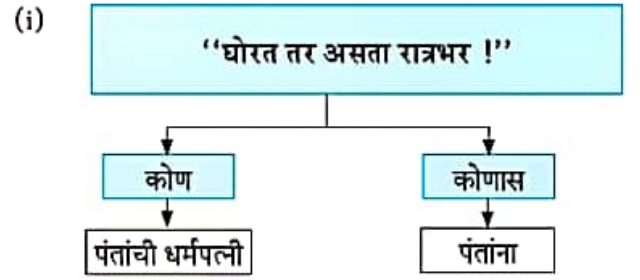 (i)
‘‘घोरत तर असता रात्रभर !’’
कोण
कोणास
पंतांची धर्मपत्नी
पंतांना